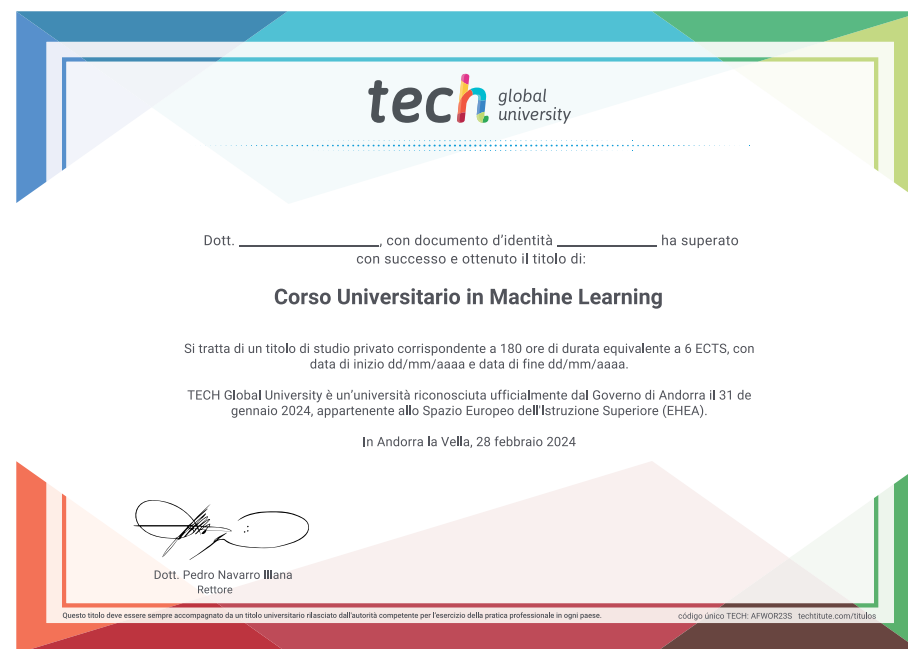 tech global
university
Dott. ____________, con documento d'identità ____________ ha superato
con successo e ottenuto il titolo di:
Corso Universitario in Machine Learning
Si tratta di un titolo di studio privato corrispondente a 180 ore di durata equivalente a 6 ECTS, con
data di inizio dd/mm/aaaa e data di fine dd/mm/aaaa.
TECH Global University è un'università riconosciuta ufficialmente dal Governo di Andorra il 31 de
gennaio 2024, appartenente allo Spazio Europeo dell'Istruzione Superiore (EHEA).
In Andorra la Vella, 28 febbraio 2024
Dott. Pedro Navarro Illana
Rettore
Questo titolo deve essere sempre accompagnato da un titolo universitario rilasciato dall'autorità competente per l'esercizio della pratica professionale in ogni paese.
código único TECH: AFWOR23S techtitute.com/titulos